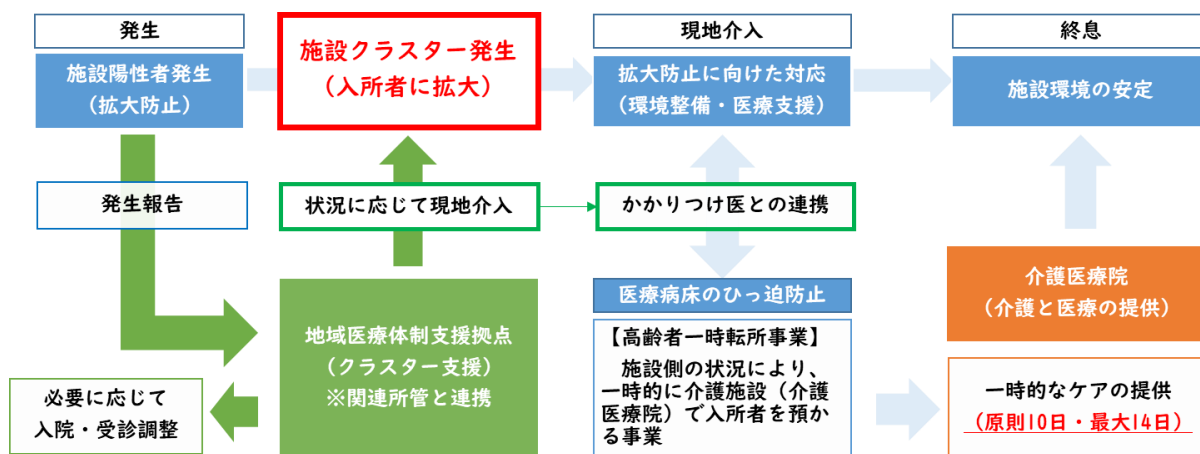 発生
施設陽性者発生
(拡大防止)
施設クラスター発生
(入所者に拡大)
現地介入
拡大防止に向けた対応
(環境整備・医療支援)
終息
施設環境の安定
発生報告
状況に応じて現地介入
かかりつけ医との連携
地域医療体制支援拠点
(クラスター支援)
※関連所管と連携
必要に応じて
入院・受診調整
医療病床のひっ迫防止
【高齢者一時転所事業】
施設側の状況により、
一時的に介護施設(介護
医療院)で入所者を預か
る事業
介護医療院
(介護と医療の提供)
一時的なケアの提供
(原則10日・最大14日)